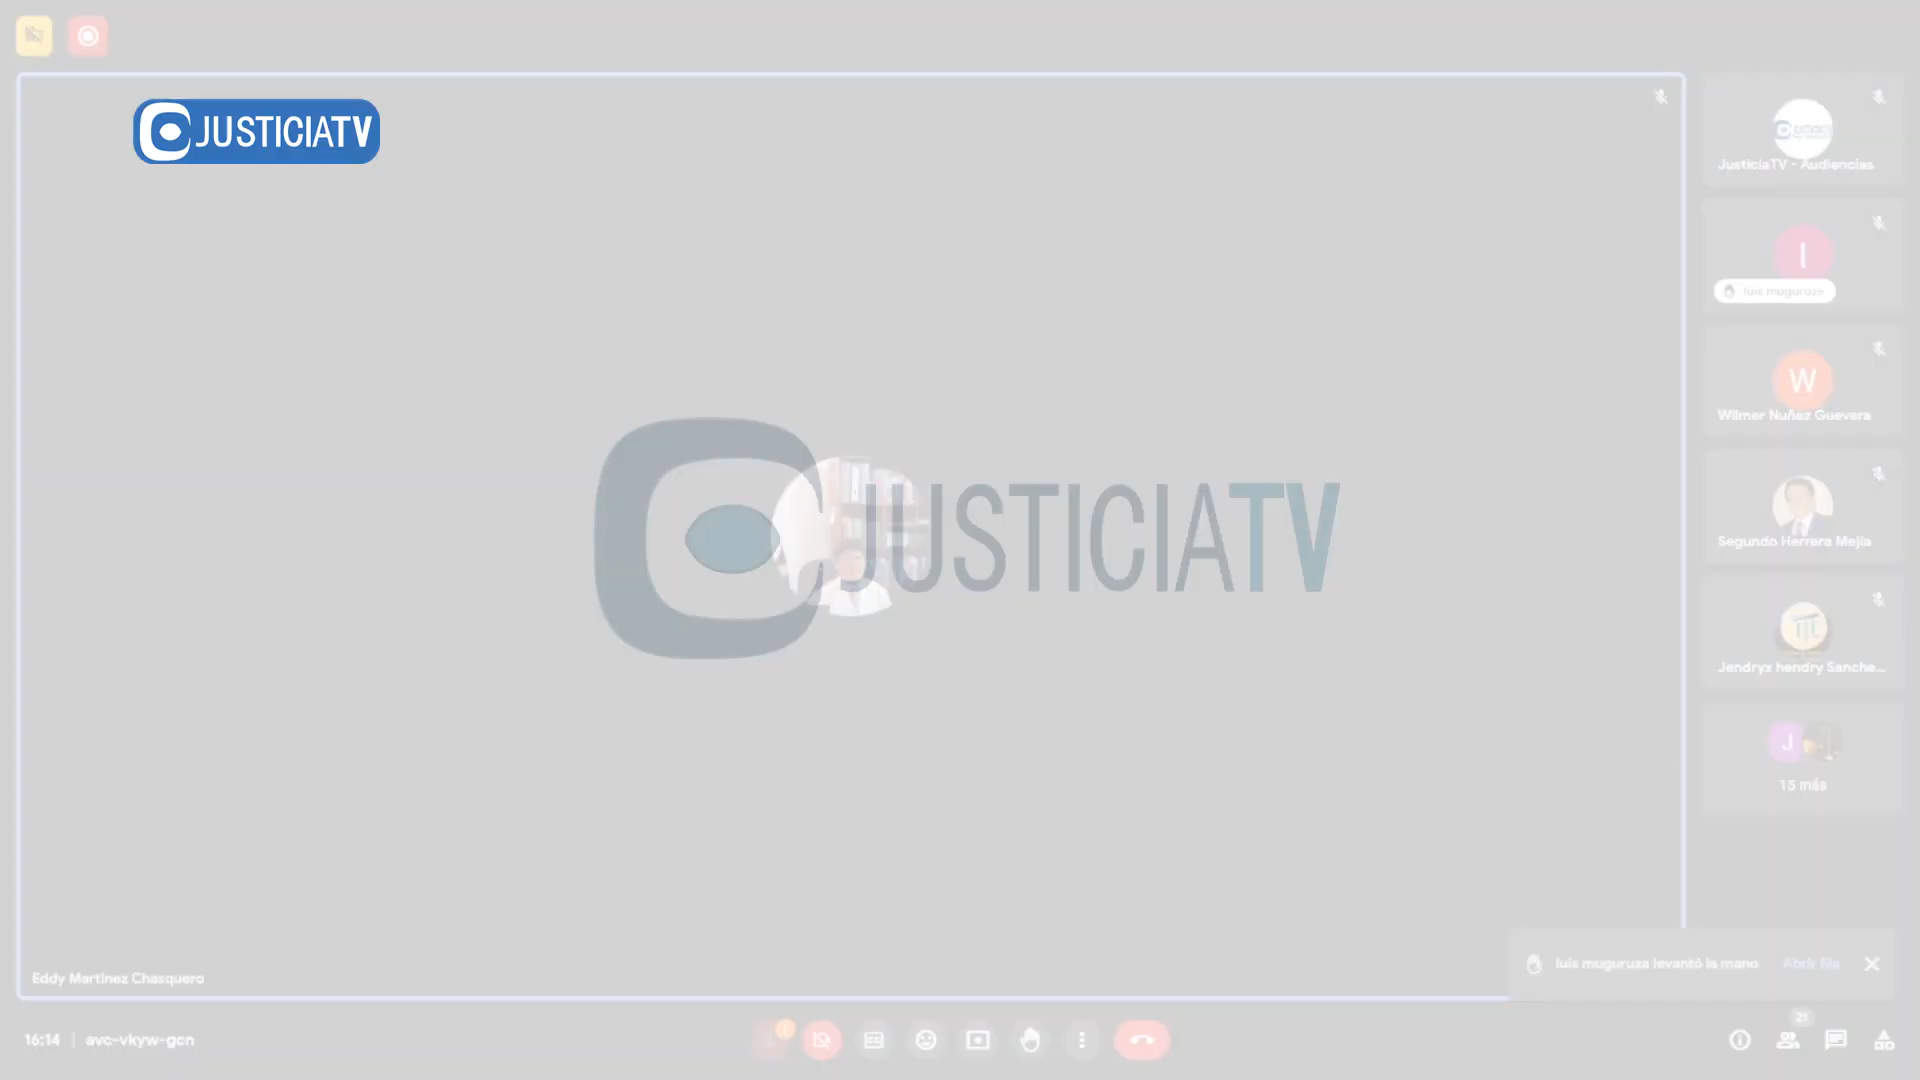 JUSTICIATV
JusticiaTV - Audiencias
I
luis muguruza
W
Wilmer Nuñez Guevara
JUSTICIATV
Segundo Herrera Mejia
Jendryx hendry Sanche...
J
15 más
Eddy Martinez Chasquero
luis muguruza levantó la mano
Abrir fila
16:14 | avc-vkyw-gcn
21